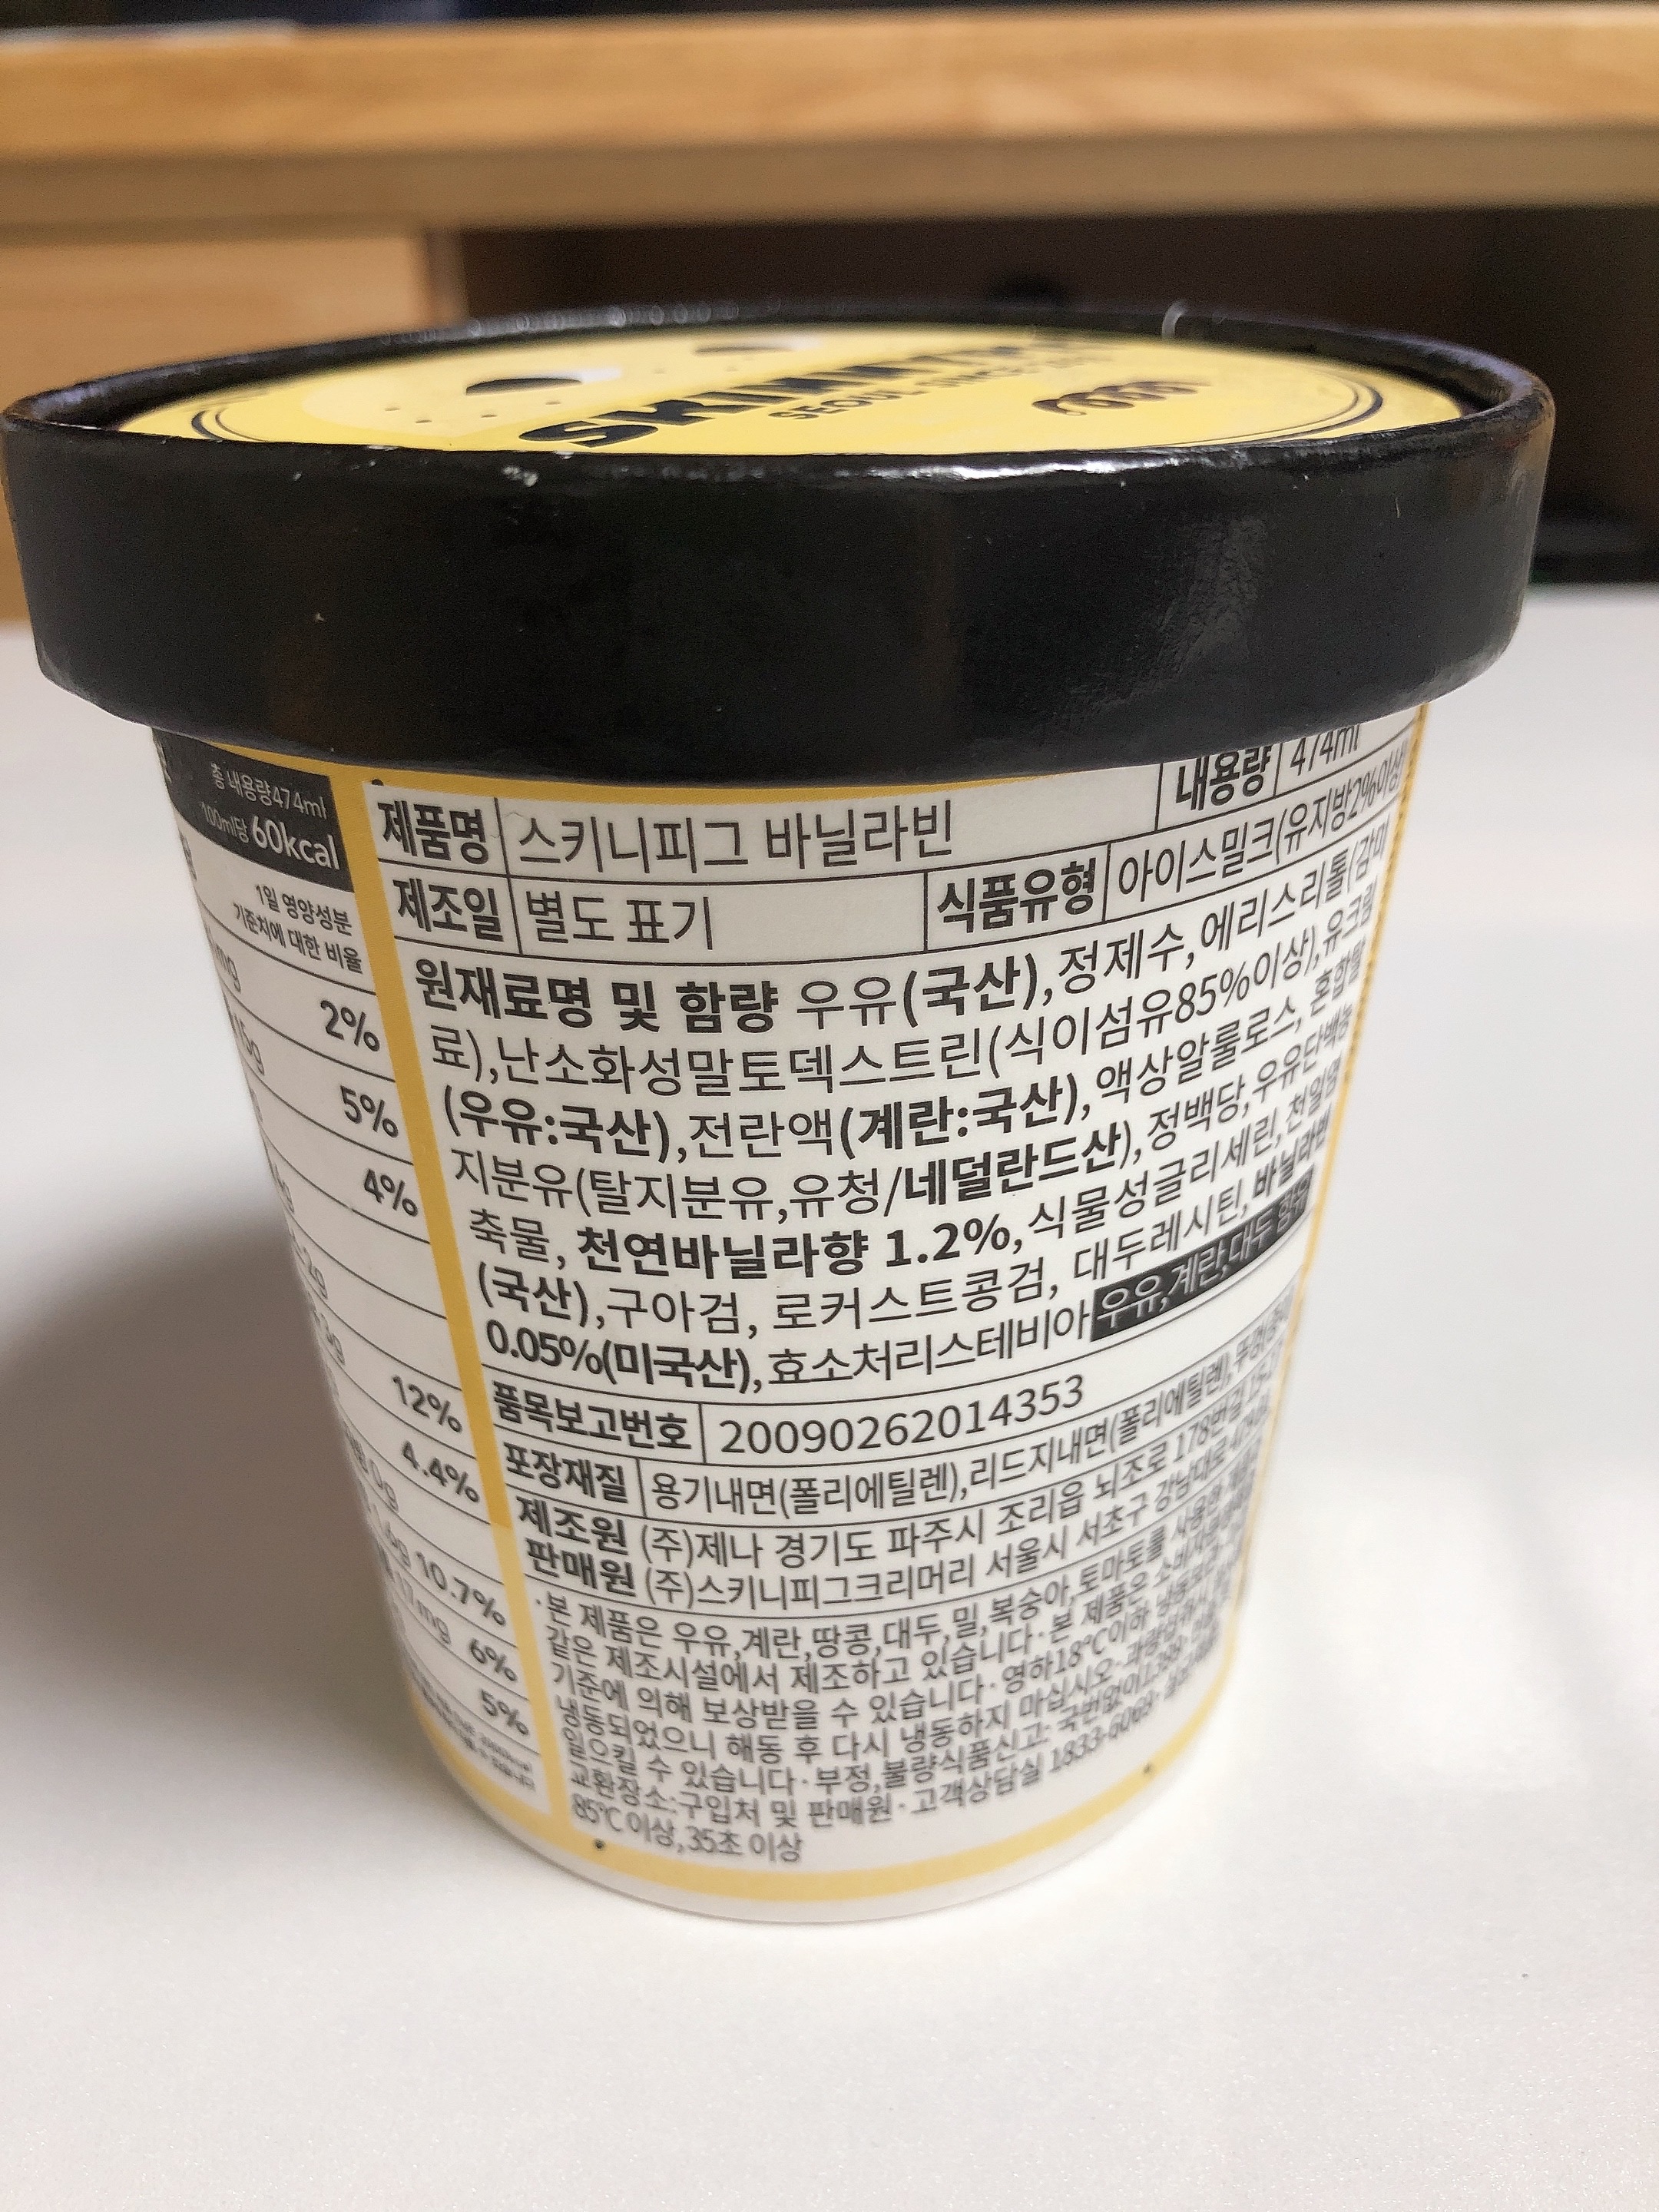 SEOUL
총 내용량474ml
100ml당 60kcal
1일 영양성분
기준치에 대한 비율
2%
5%
4%
12%
4.4%
10.7%
6%
5%
제품명 스키니피그 바닐라빈 내용량 474ml
제조일 별도 표기 식품유형 아이스밀크(유지방2%이상)
원재료명 및 함량 우유(국산),정제수,에리스리톨(감미
료),난소화성말토덱스트린(식이섬유85%이상),유크림
(우유:국산),전란액(계란:국산),액상알룰로스, 혼합탈
지분유(탈지분유,유청/네덜란드산),정백당,우유단백농
축물, 천연바닐라향 1.2%,식물성글리세린,천일염
(국산),구아검, 로커스트콩검, 대두레시틴,바닐라빈
0.05%(미국산),효소처리스테비아 우유,계란,대두 함유
품목보고번호 20090262014353
포장재질 용기내면(폴리에틸렌),리드지내면(폴리에틸렌),
제조원 (주)제나 경기도 파주시 조리읍 뇌조로 178번길
판매원 (주)스키니피그크리머리 서울시 서초구 강남대로
·본 제품은 우유,계란,땅콩,대두,밀,복숭아,토마토를 사용한 제품과
같은 제조시설에서 제조하고 있습니다·본 제품은 소비자분쟁해결
기준에 의해 보상받을 수 있습니다·영하18℃이하 냉동보관
냉동되었으니 해동 후 다시 냉동하지 마십시오·과량섭취시
일으킬 수 있습니다·부정,불량식품신고: 국번없이1399·
교환장소:구입처 및 판매원·고객상담실 1833-6069·
85℃ 이상,35초 이상